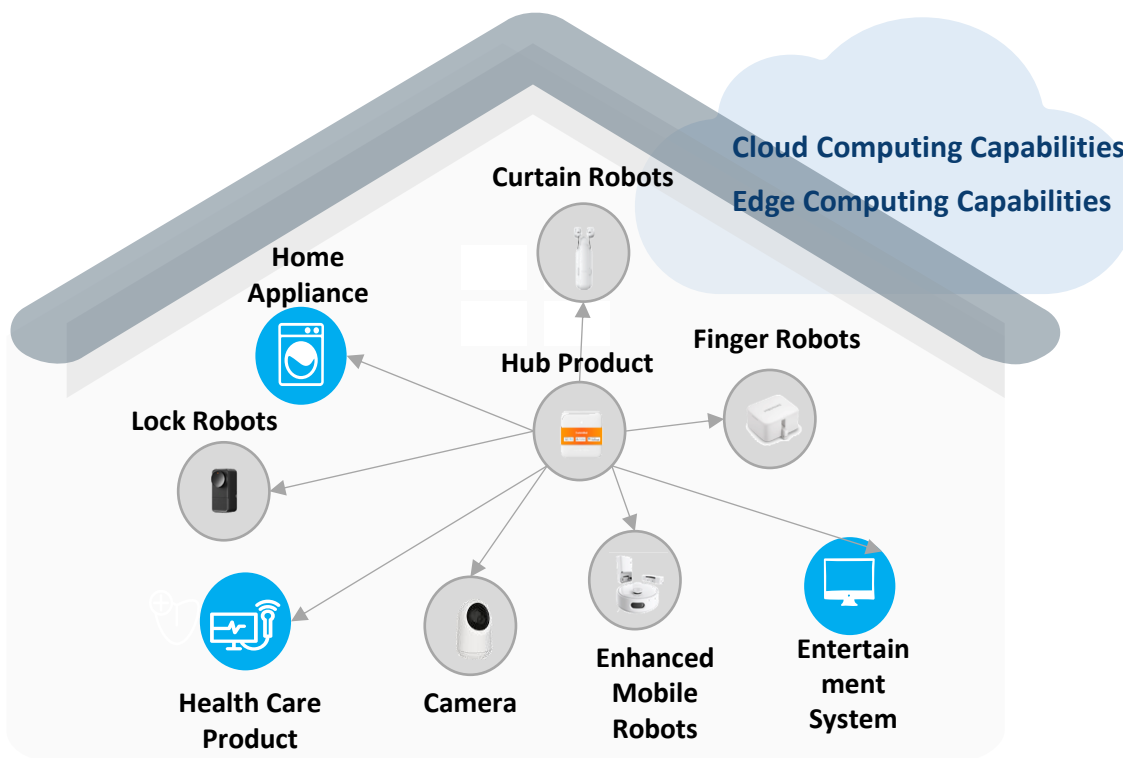 Cloud Computing Capabilities
Edge Computing Capabilities
Curtain Robots
Home
Appliance
Hub Product
Finger Robots
Lock Robots
Health Care
Product
Camera
Enhanced
Mobile
Robots
Entertain
ment
System